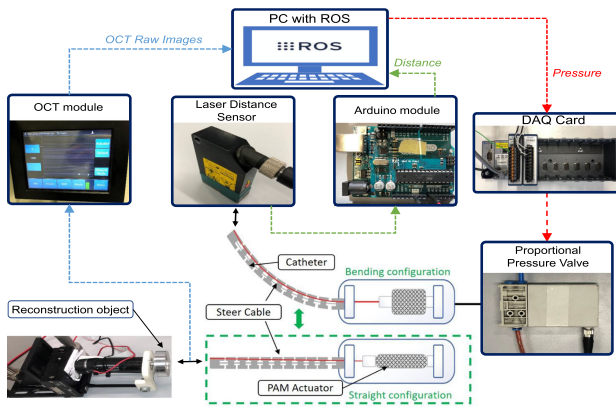 PC with ROS
OCT Raw Images
ROS
Distance
Pressure
OCT module
Laser Distance
Sensor
Arduino module
DAQ Card
Catheter
Bending configuration
Proportional
Pressure Valve
Steer Cable
Reconstruction object
PAM Actuator
Straight configuration